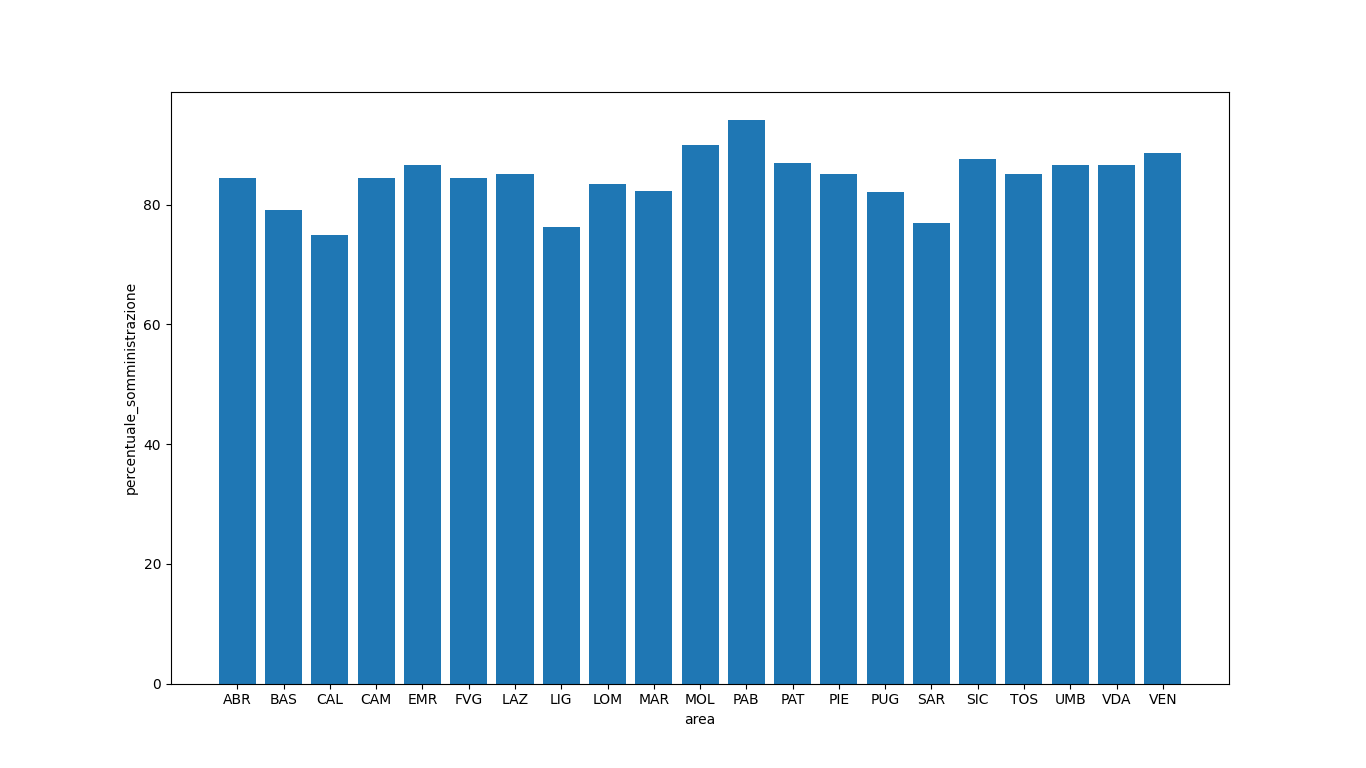 percentuale_somministrazione
80
60
40
20
0
ABR BAS CAL CAM EMR FVG LAZ LIG LOM MAR MOL PAB PAT PIE PUG SAR SIC TOS UMB VDA VEN
area